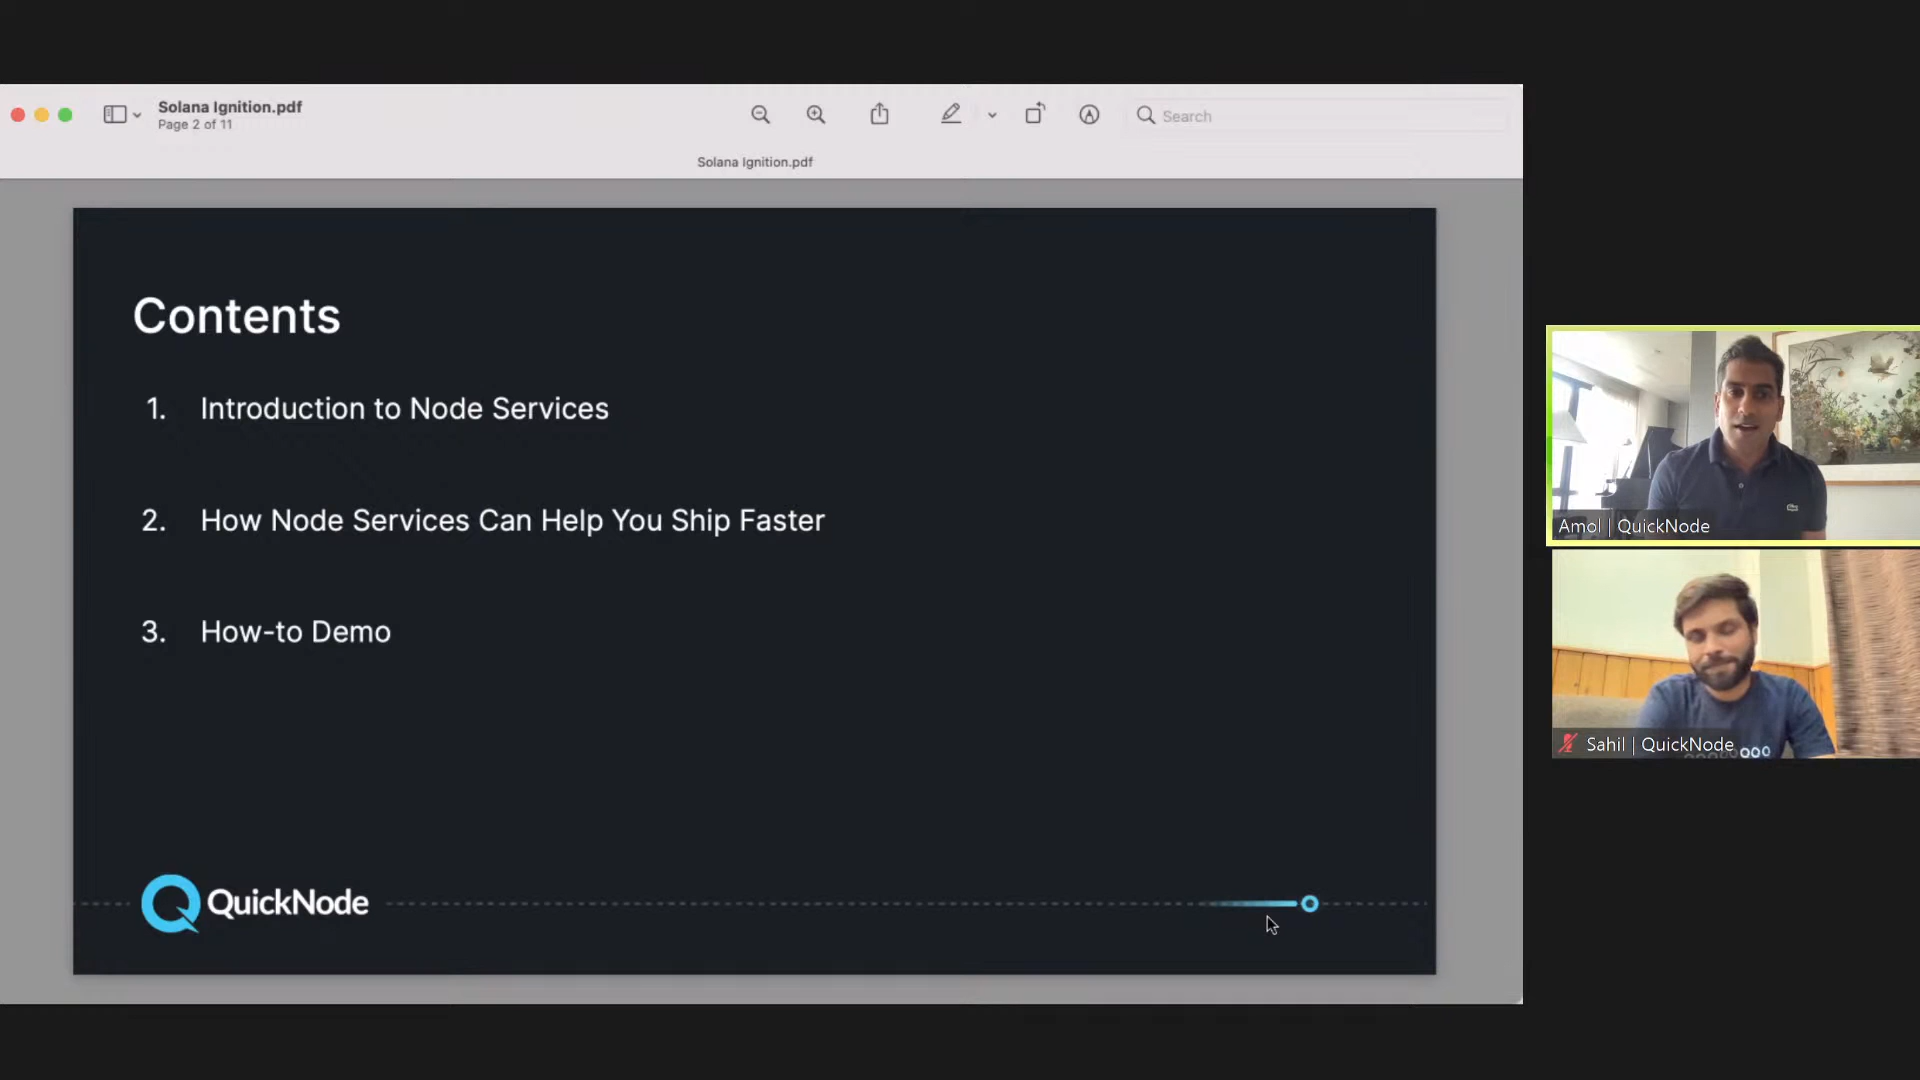 Solana Ignition.pdf
Page 2 of 11
Search
Solana Ignition.pdf
Contents
1. Introduction to Node Services
2. How Node Services Can Help You Ship Faster
3. How-to Demo
QuickNode
Amol | QuickNode
Sahil | QuickNode